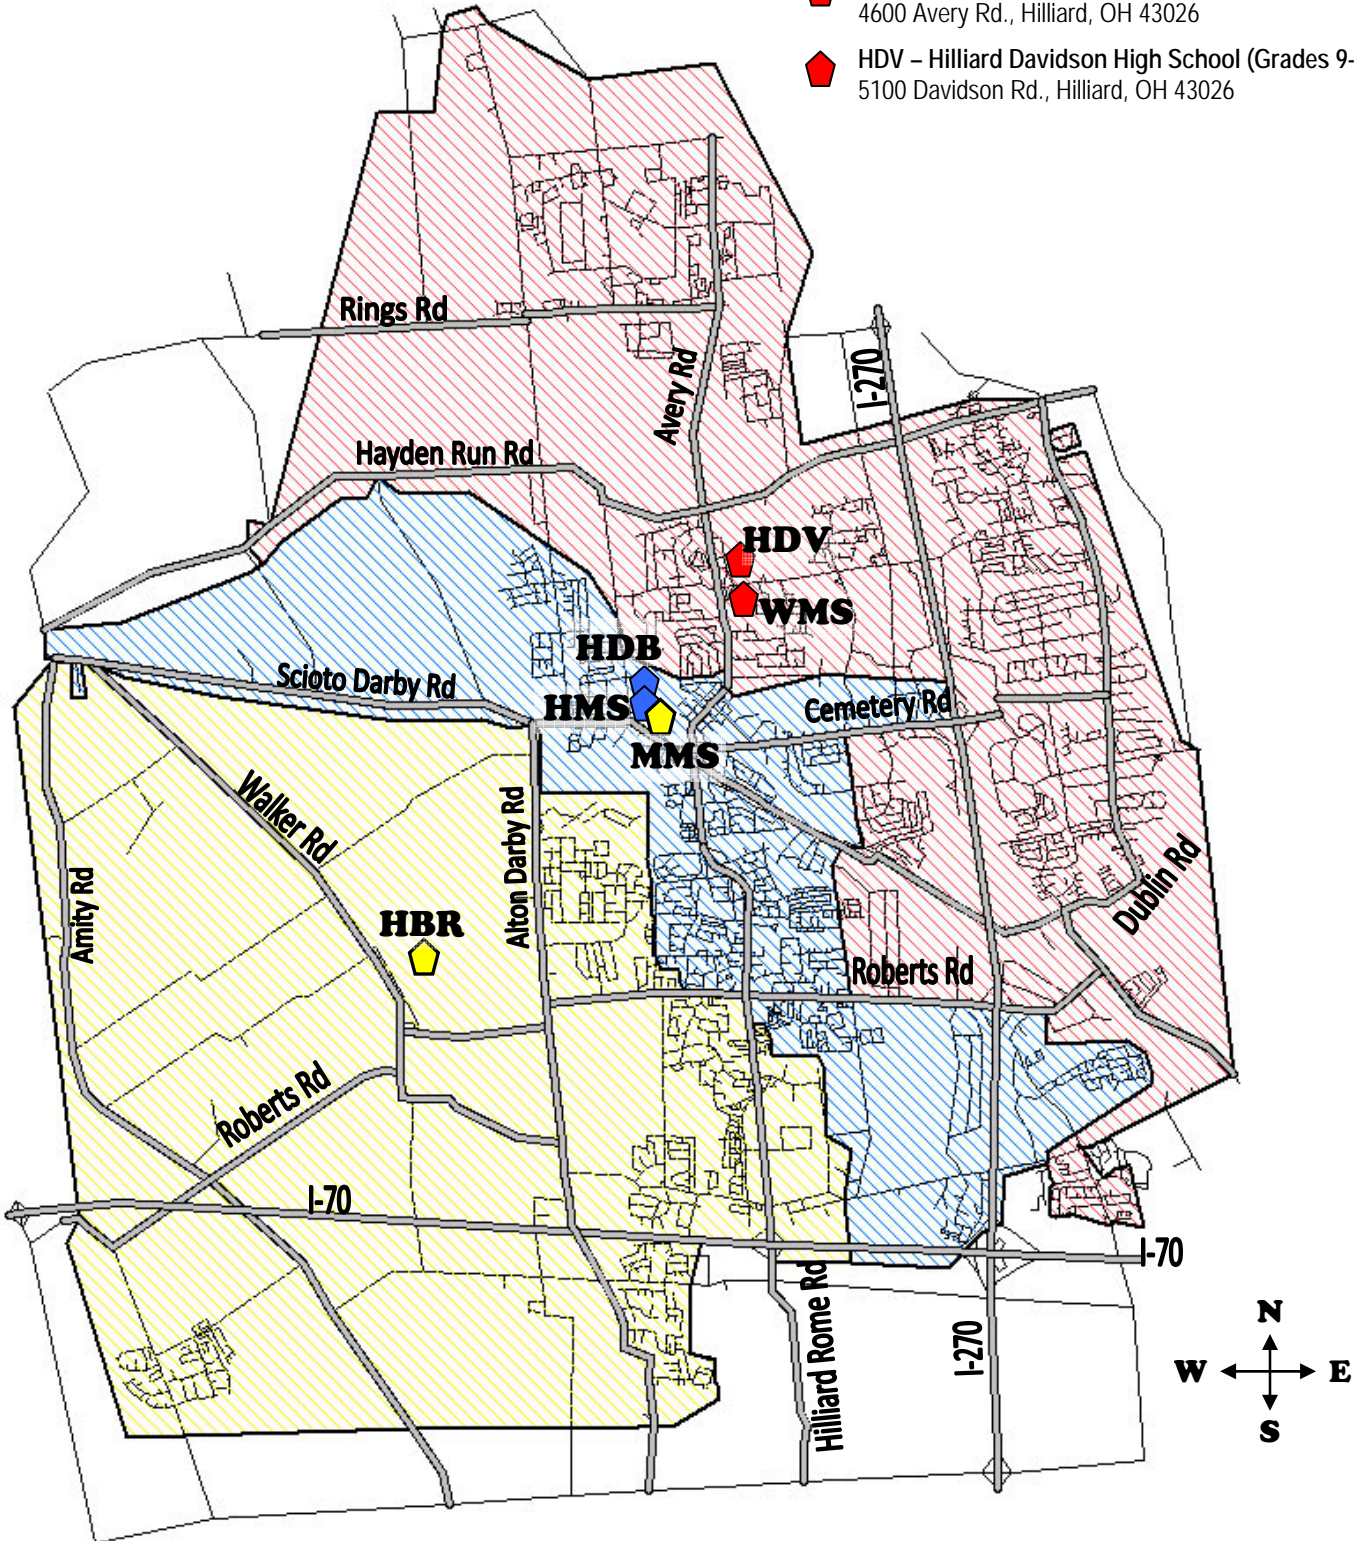 4600 Avery Rd., Hilliard, OH 43026
HDV – Hilliard Davidson High School (Grades 9-
5100 Davidson Rd., Hilliard, OH 43026
Rings Rd
Avery Rd
I-270
Hayden Run Rd
HDV
WMS
HDB
Scioto Darby Rd
HMS
Cemetery Rd
MMS
Walker Rd
Alton Darby Rd
Amity Rd
Dublin Rd
HBR
Roberts Rd
Roberts Rd
I-70
I-70
Hilliard Rome Rd
I-270
N
W
E
S